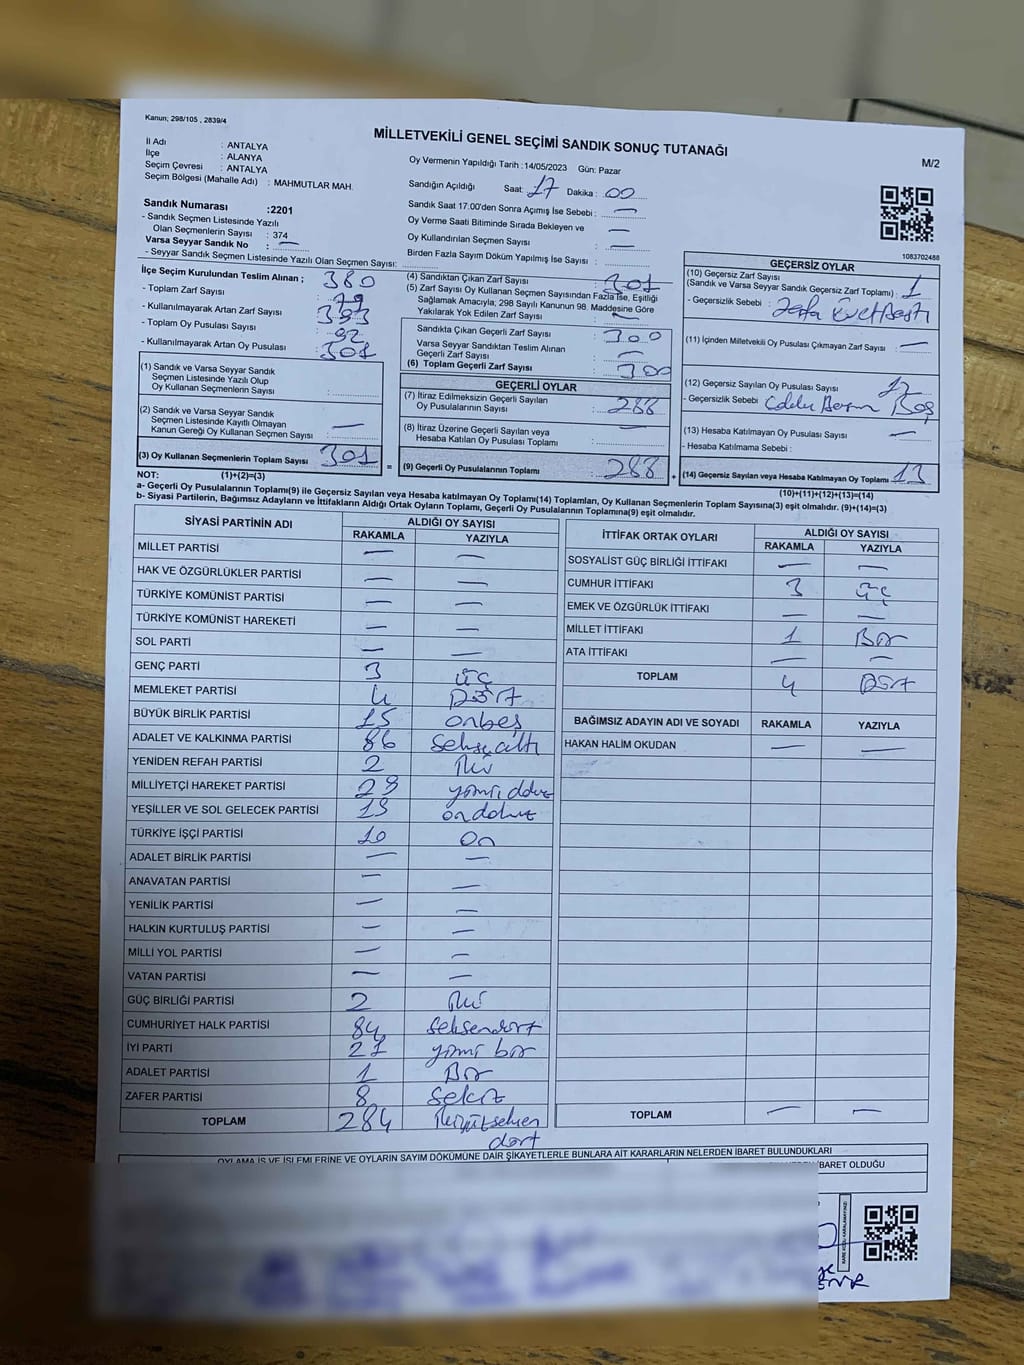 Kanun; 298/105 , 2839/4
MİLLETVEKİLİ GENEL SEÇİMİ SANDIK SONUÇ TUTANAĞI
M/2
İl Adı : ANTALYA
İlçe : ALANYA
Seçim Çevresi : ANTALYA
Seçim Bölgesi (Mahalle Adı) : MAHMUTLAR MAH.
Oy Vermenin Yapıldığı Tarih :14/05/2023 Gün: Pazar
Sandığın Açıldığı Saat: 17 Dakika : 00
Sandık Saat 17.00'den Sonra Açılmış İse Sebebi : —
Oy Verme Saati Bitiminde Sırada Bekleyen ve —
Oy Kullandırılan Seçmen Sayısı : —
Birden Fazla Sayım Döküm Yapılmış İse Sayısı :
Sandık Numarası :2201
- Sandık Seçmen Listesinde Yazılı
Olan Seçmenlerin Sayısı : 374
Varsa Seyyar Sandık No : —
- Seyyar Sandık Seçmen Listesinde Yazılı Olan Seçmen Sayısı:
1083702488
İlçe Seçim Kurulundan Teslim Alınan ; 380
- Toplam Zarf Sayısı : 79
- Kullanılmayarak Artan Zarf Sayısı : 393
- Toplam Oy Pusulası Sayısı : 92
- Kullanılmayarak Artan Oy Pusulası : 301
(1) Sandık ve Varsa Seyyar Sandık
Seçmen Listesinde Yazılı Olup
Oy Kullanan Seçmenlerin Sayısı :
(2) Sandık ve Varsa Seyyar Sandık
Seçmen Listesinde Kayıtlı Olmayan
Kanun Gereği Oy Kullanan Seçmen Sayısı : —
(3) Oy Kullanan Seçmenlerin Toplam Sayısı 301
(4) Sandıktan Çıkan Zarf Sayısı : 301
(5) Zarf Sayısı Oy Kullanan Seçmen Sayısından Fazla İse, Eşitliği
Sağlamak Amacıyla; 298 Sayılı Kanunun 98. Maddesine Göre
Yakılarak Yok Edilen Zarf Sayısı : —
Sandıkta Çıkan Geçerli Zarf Sayısı : 300
Varsa Seyyar Sandıktan Teslim Alınan
Geçerli Zarf Sayısı : —
(6) Toplam Geçerli Zarf Sayısı : 300
GEÇERLİ OYLAR
(7) İtiraz Edilmeksizin Geçerli Sayılan
Oy Pusulalarının Sayısı : 288
(8) İtiraz Üzerine Geçerli Sayılan veya
Hesaba Katılan Oy Pusulası Toplamı : —
= (9) Geçerli Oy Pusulalarının Toplamı : 288
GEÇERSİZ OYLAR
(10) Geçersiz Zarf Sayısı
(Sandık ve Varsa Seyyar Sandık Geçersiz Zarf Toplamı) : 1
- Geçersizlik Sebebi :
(11) İçinden Milletvekili Oy Pusulası Çıkmayan Zarf Sayısı : —
(12) Geçersiz Sayılan Oy Pusulası Sayısı : 12
- Geçersizlik Sebebi : Boş
(13) Hesaba Katılmayan Oy Pusulası Sayısı : —
- Hesaba Katılmama Sebebi :
+ (14) Geçersiz Sayılan veya Hesaba Katılmayan Oy Toplamı 13
NOT: (1)+(2)=(3)
(10)+(11)+(12)+(13)=(14)
a- Geçerli Oy Pusulalarının Toplamı(9) ile Geçersiz Sayılan veya Hesaba katılmayan Oy Toplamı(14) Toplamları, Oy Kullanan Seçmenlerin Toplam Sayısına(3) eşit olmalıdır. (9)+(14)=(3)
b- Siyasi Partilerin, Bağımsız Adayların ve İttifakların Aldığı Ortak Oyların Toplamı, Geçerli Oy Pusulalarının Toplamına(9) eşit olmalıdır.
SİYASİ PARTİNİN ADI ALDIĞI OY SAYISI
RAKAMLA YAZIYLA
MİLLET PARTİSİ — —
HAK VE ÖZGÜRLÜKLER PARTİSİ — —
TÜRKİYE KOMÜNİST PARTİSİ — —
TÜRKİYE KOMÜNİST HAREKETİ — —
SOL PARTİ — —
GENÇ PARTİ 3 üç
MEMLEKET PARTİSİ 4 Dört
BÜYÜK BİRLİK PARTİSİ 15 onbeş
ADALET VE KALKINMA PARTİSİ 86 seksealtı
YENİDEN REFAH PARTİSİ 2 İki
MİLLİYETÇİ HAREKET PARTİSİ 29 yirmi dokuz
YEŞİLLER VE SOL GELECEK PARTİSİ 19 ondokuz
TÜRKİYE İŞÇİ PARTİSİ 10 On
ADALET BİRLİK PARTİSİ — —
ANAVATAN PARTİSİ — —
YENİLİK PARTİSİ — —
HALKIN KURTULUŞ PARTİSİ — —
MİLLİ YOL PARTİSİ — —
VATAN PARTİSİ — —
GÜÇ BİRLİĞİ PARTİSİ 2 İki
CUMHURİYET HALK PARTİSİ 84 seksendört
İYİ PARTİ 21 yirmi bir
ADALET PARTİSİ 1 Bir
ZAFER PARTİSİ 8 sekiz
TOPLAM 284 İkiyüzseksen
dört
İTTİFAK ORTAK OYLARI ALDIĞI OY SAYISI
RAKAMLA YAZIYLA
SOSYALİST GÜÇ BİRLİĞİ İTTİFAKI — —
CUMHUR İTTİFAKI 3 üç
EMEK VE ÖZGÜRLÜK İTTİFAKI — —
MİLLET İTTİFAKI 1 Bir
ATA İTTİFAKI — —
TOPLAM 4 Dört
BAĞIMSIZ ADAYIN ADI VE SOYADI RAKAMLA YAZIYLA
HAKAN HALİM OKUDAN — —
TOPLAM — —
OYLAMA İŞ VE İŞLEMLERİNE VE OYLARIN SAYIM DÖKÜMÜNE DAİR ŞİKAYETLERLE BUNLARA AİT KARARLARIN NELERDEN İBARET BULUNDUKLARI
İBARET OLDUĞU